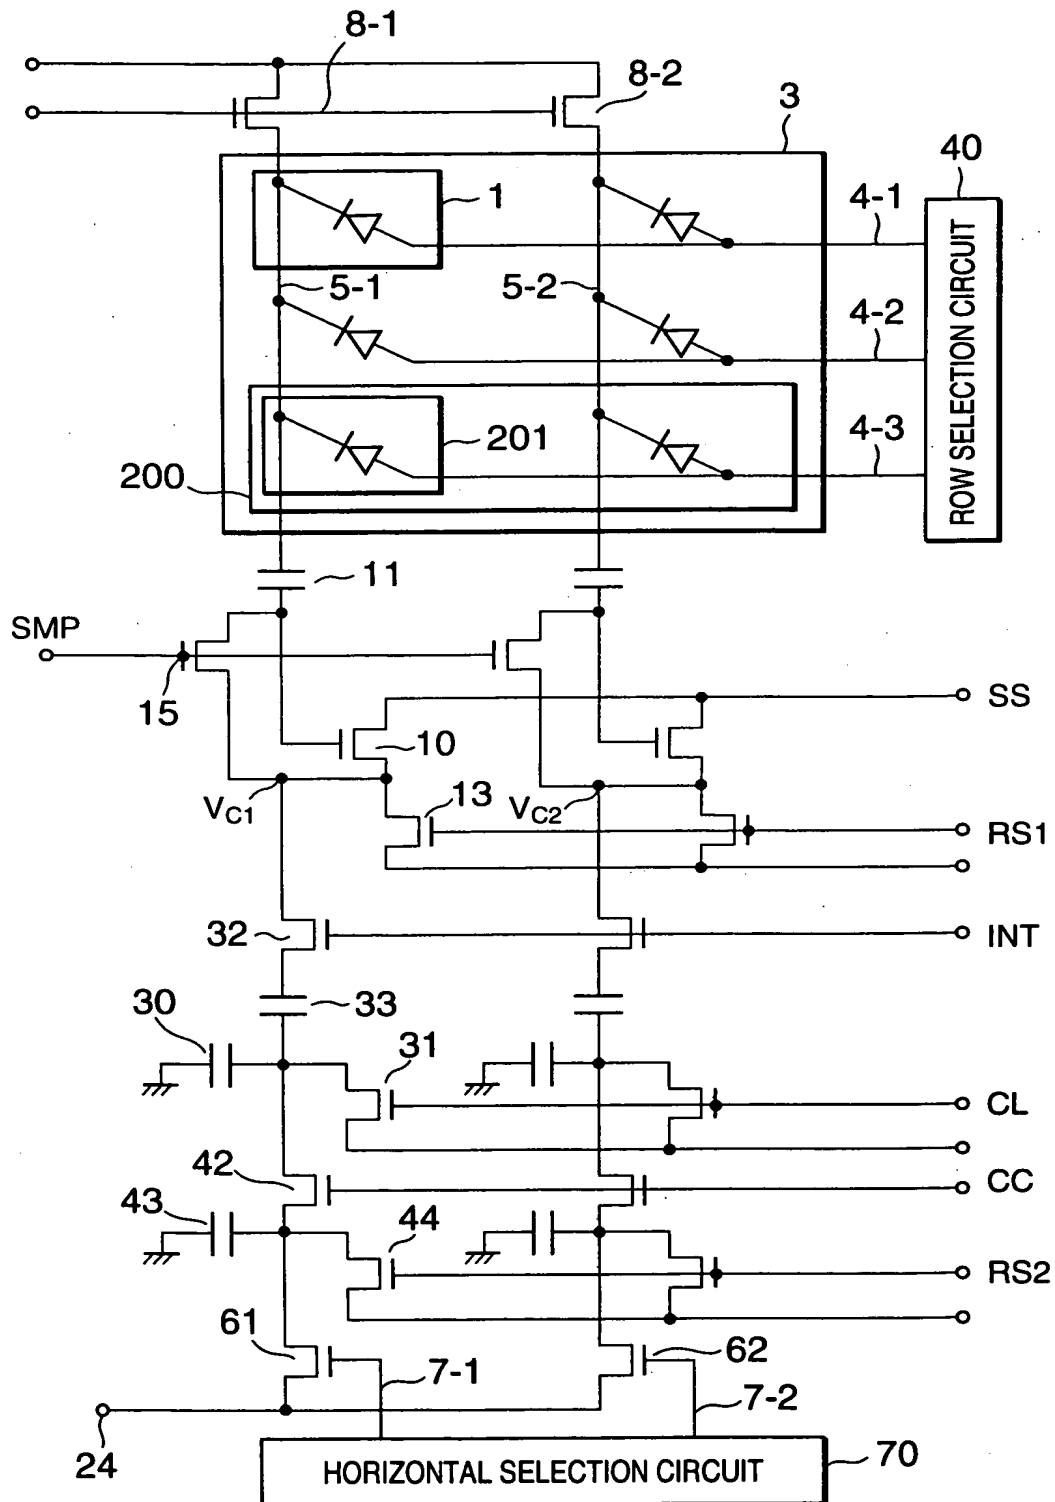 8-1
8-2
3
40
1
4-1
5-1
5-2
4-2
201
4-3
200
ROW SELECTION CIRCUIT
11
SMP
15
SS
10
VC1
13
VC2
RS1
32
INT
30
33
31
CL
42
CC
43
44
RS2
61
62
7-1
7-2
24
70
HORIZONTAL SELECTION CIRCUIT